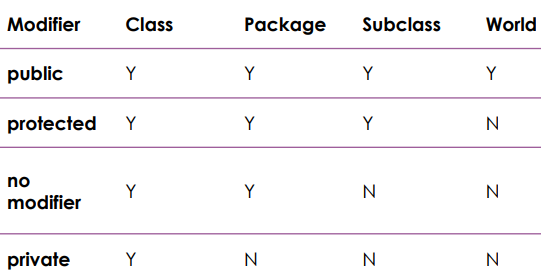 Modifier Class Package Subclass World
public Y Y Y Y
protected Y Y Y N
no
modifier Y Y N N
private Y N N N